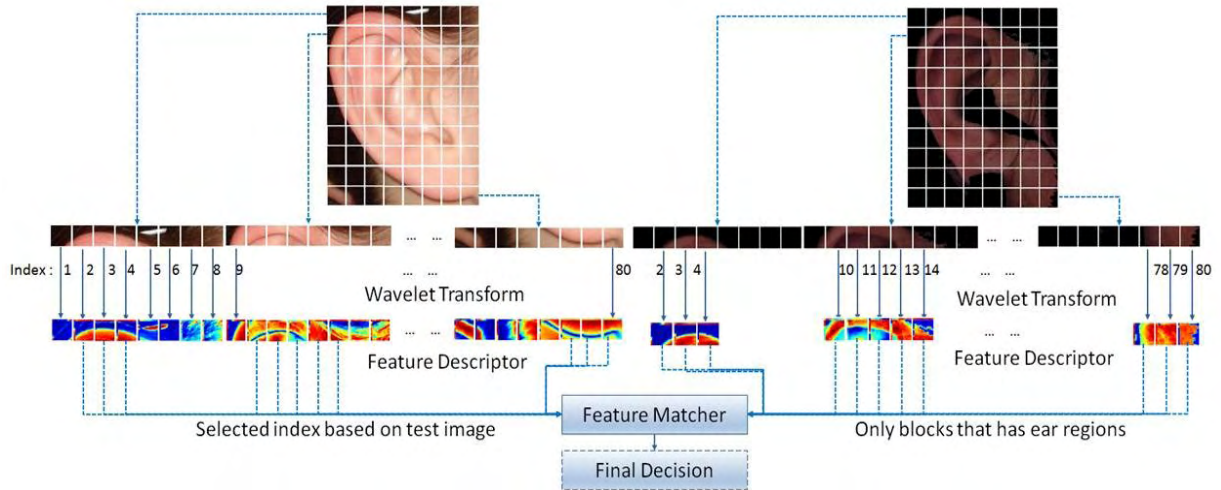 ... ...
... ...
Index : 1 2 3 4 5 6 7 8 9 ... ... 80
2 3 4 10 11 12 13 14 ... ... 78 79 80
Wavelet Transform
Wavelet Transform
... ...
... ...
Feature Descriptor
Feature Descriptor
Selected index based on test image
Feature Matcher
Only blocks that has ear regions
Final Decision